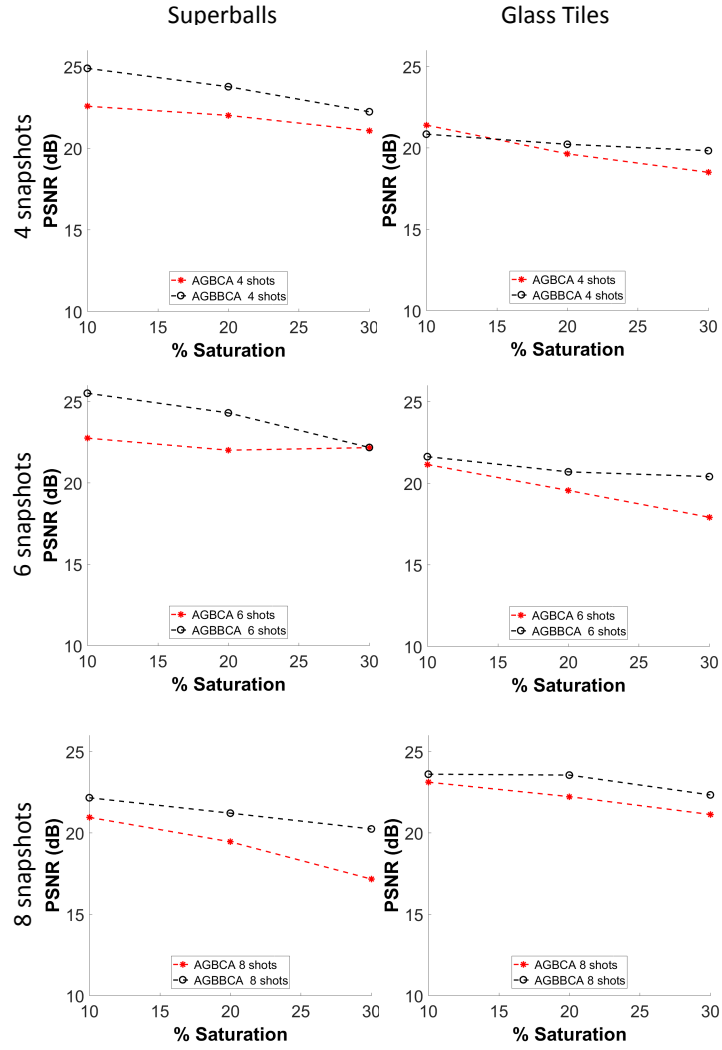 Superballs
Glass Tiles
4 snapshots
PSNR (dB)
25
20
15
10
AGBCA 4 shots
AGBBCA 4 shots
10 15 20 25 30
% Saturation
PSNR (dB)
25
20
15
10
AGBCA 4 shots
AGBBCA 4 shots
10 15 20 25 30
% Saturation
6 snapshots
PSNR (dB)
25
20
15
10
AGBCA 6 shots
AGBBCA 6 shots
10 15 20 25 30
% Saturation
PSNR (dB)
25
20
15
10
AGBCA 6 shots
AGBBCA 6 shots
10 15 20 25 30
% Saturation
8 snapshots
PSNR (dB)
25
20
15
10
AGBCA 8 shots
AGBBCA 8 shots
10 15 20 25 30
% Saturation
PSNR (dB)
25
20
15
10
AGBCA 8 shots
AGBBCA 8 shots
10 15 20 25 30
% Saturation